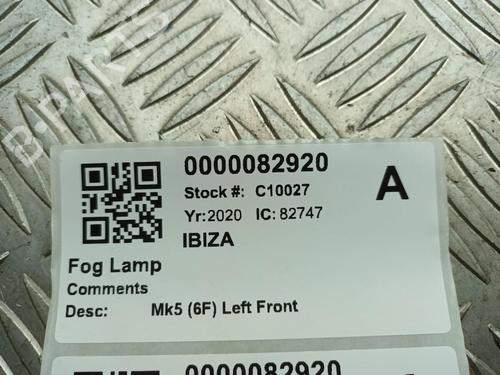 B-PARTS
0000082920
Stock #: C10027
A
Yr:2020 IC: 82747
IBIZA
Fog Lamp
Comments
Desc: Mk5 (6F) Left Front
0000082920